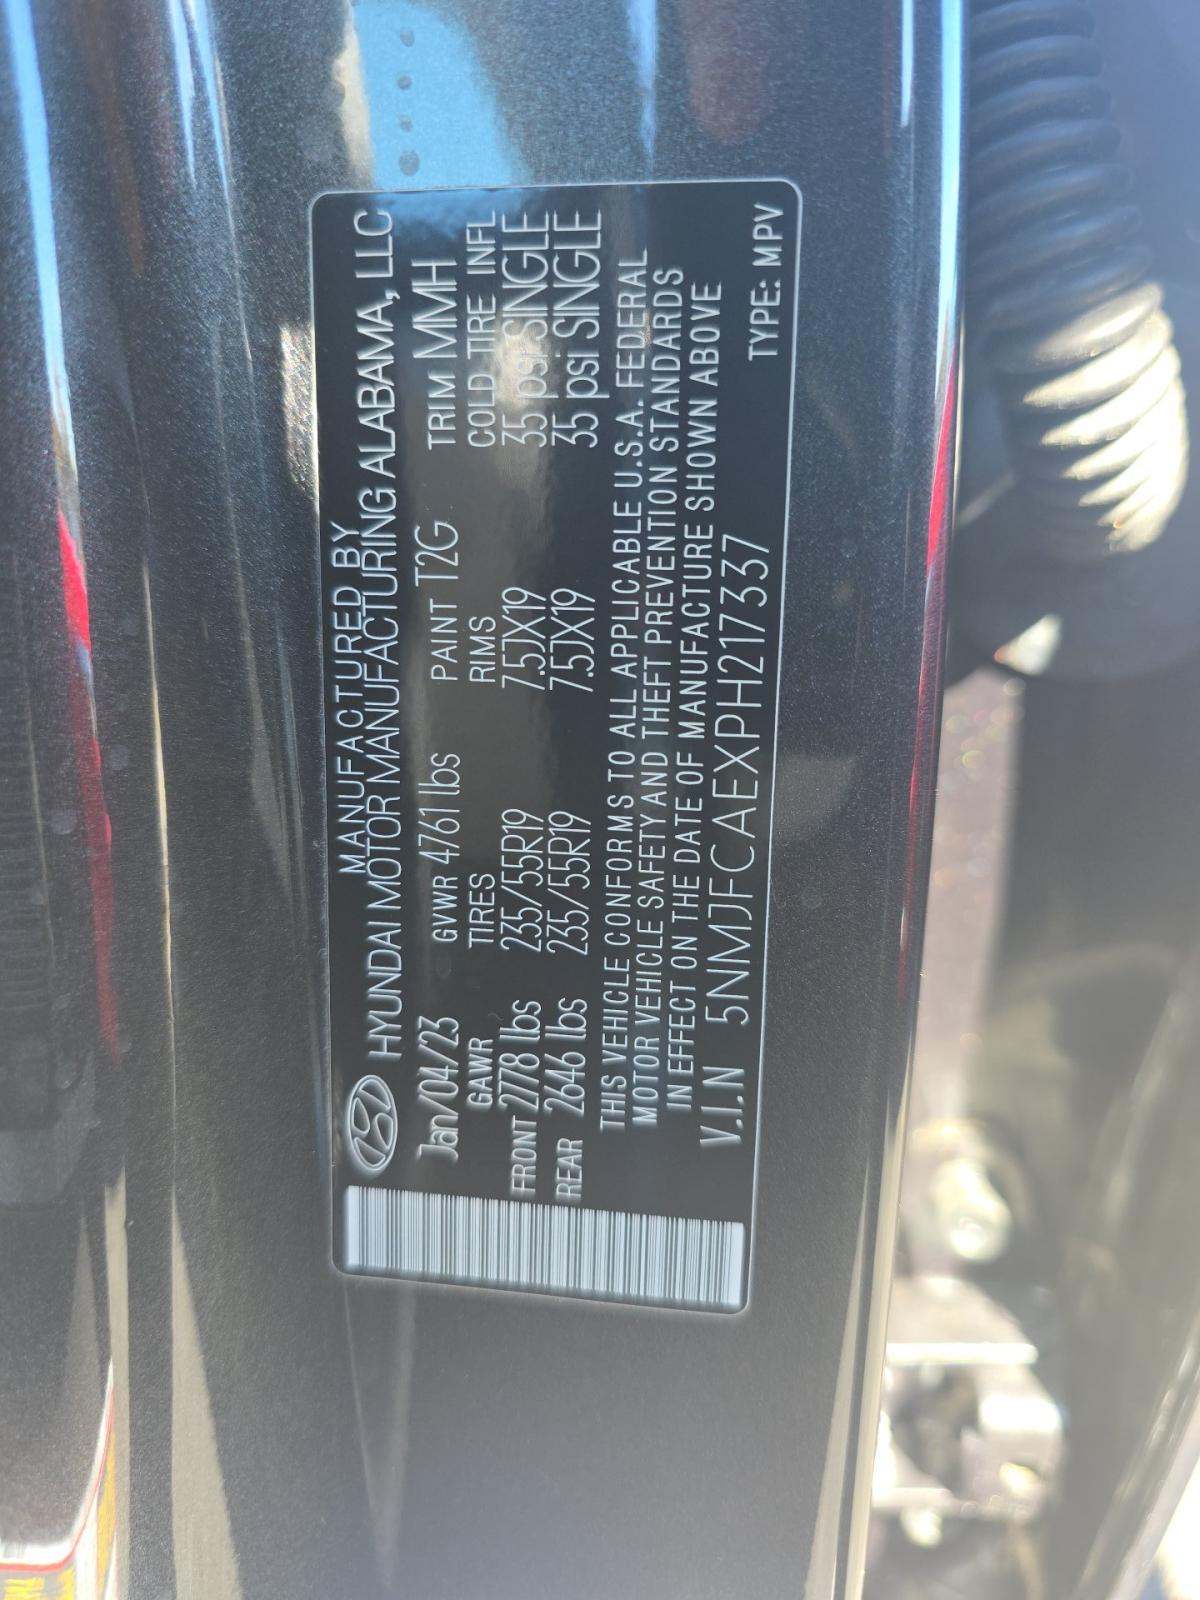 MANUFACTURED BY
HYUNDAI MOTOR MANUFACTURING ALABAMA, LLC
Jan/04/23 GVWR 4761 lbs PAINT T2G TRIM MMH
GAWR TIRES RIMS COLD TIRE INFL
FRONT 2778 lbs 235/55R19 7.5JX19 35 psi SINGLE
REAR 2646 lbs 235/55R19 7.5JX19 35 psi SINGLE
THIS VEHICLE CONFORMS TO ALL APPLICABLE U.S.A. FEDERAL
MOTOR VEHICLE SAFETY AND THEFT PREVENTION STANDARDS
IN EFFECT ON THE DATE OF MANUFACTURE SHOWN ABOVE
V.I.N 5NMJFCAEXPH217337 TYPE: MPV